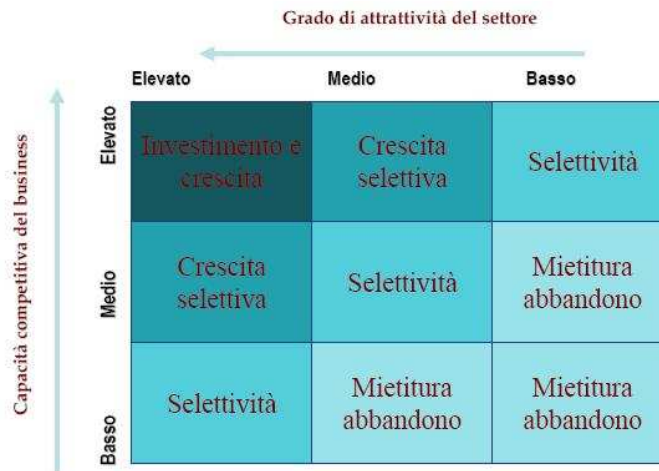 Grado di attrattività del settore
Elevato Medio Basso
Capacità competitiva del business
Elevato
Investimento e
crescita
Crescita
selettiva
Selettività
Medio
Crescita
selettiva
Selettività
Mietitura
abbandono
Basso
Selettività
Mietitura
abbandono
Mietitura
abbandono